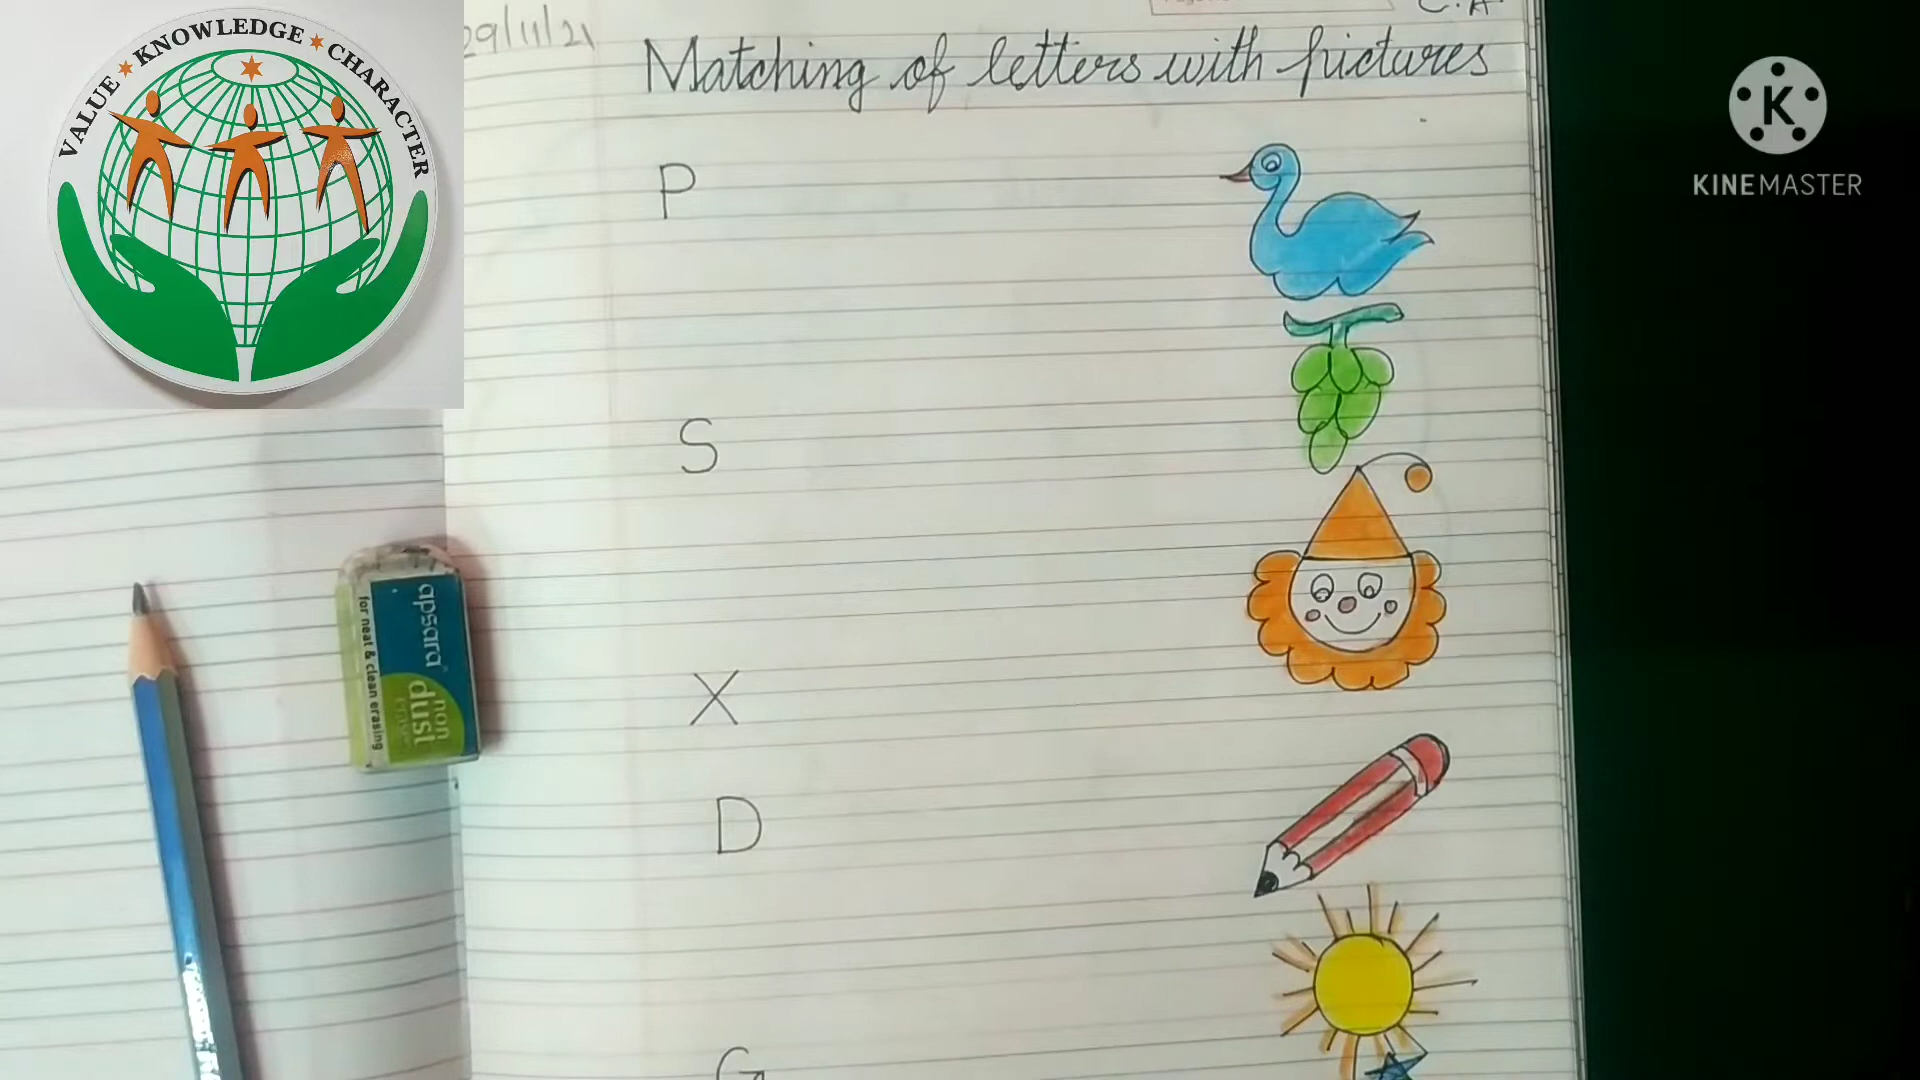 VALUE ★ KNOWLEDGE ★ CHARACTER
29/11/21
C.A
Matching of letters with pictures
K
KINEMASTER
P
S
X
D
G
apsara
non
dust
for neat & clean erasing